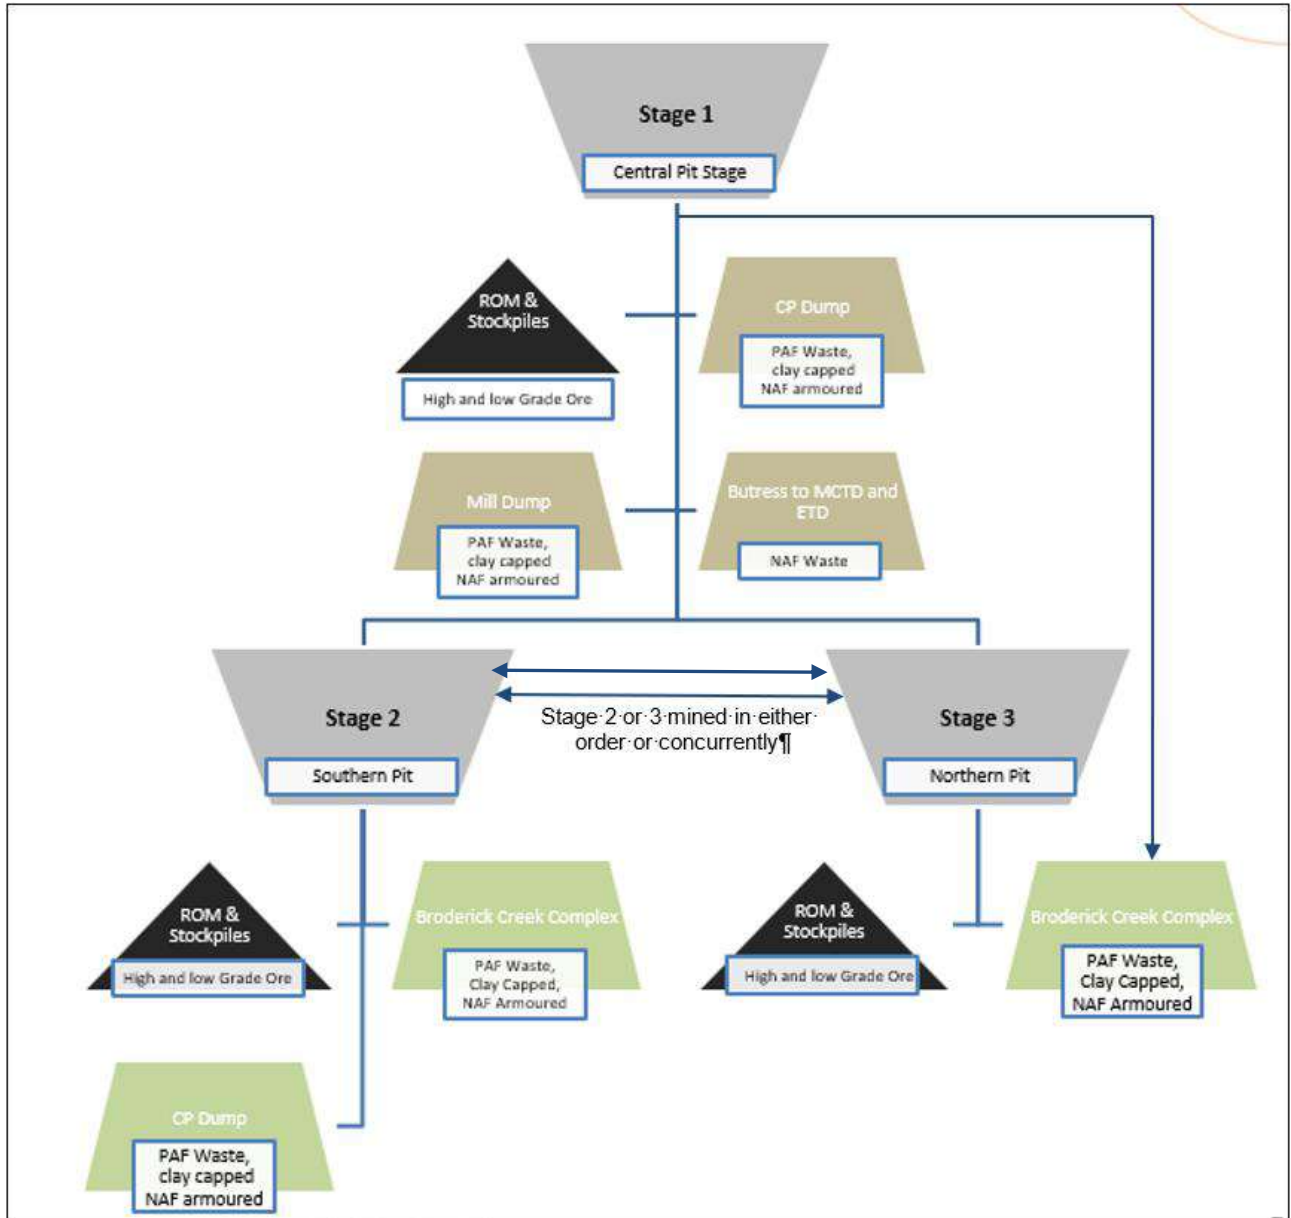 Stage 1
Central Pit Stage
ROM &
Stockpiles
High and low Grade Ore
CP Dump
PAF Waste,
clay capped
NAF armoured
Mill Dump
PAF Waste,
clay capped
NAF armoured
Butress to MCTD and
ETD
NAF Waste
Stage 2
Southern Pit
Stage·2·or·3·mined·in·either·
order·or·concurrently¶
Stage 3
Northern Pit
ROM &
Stockpiles
High and low Grade Ore
Broderick Creek Complex
PAF Waste,
Clay Capped,
NAF Armoured
ROM &
Stockpiles
High and low Grade Ore
Broderick Creek Complex
PAF Waste,
Clay Capped,
NAF Armoured
CP Dump
PAF Waste,
clay capped
NAF armoured